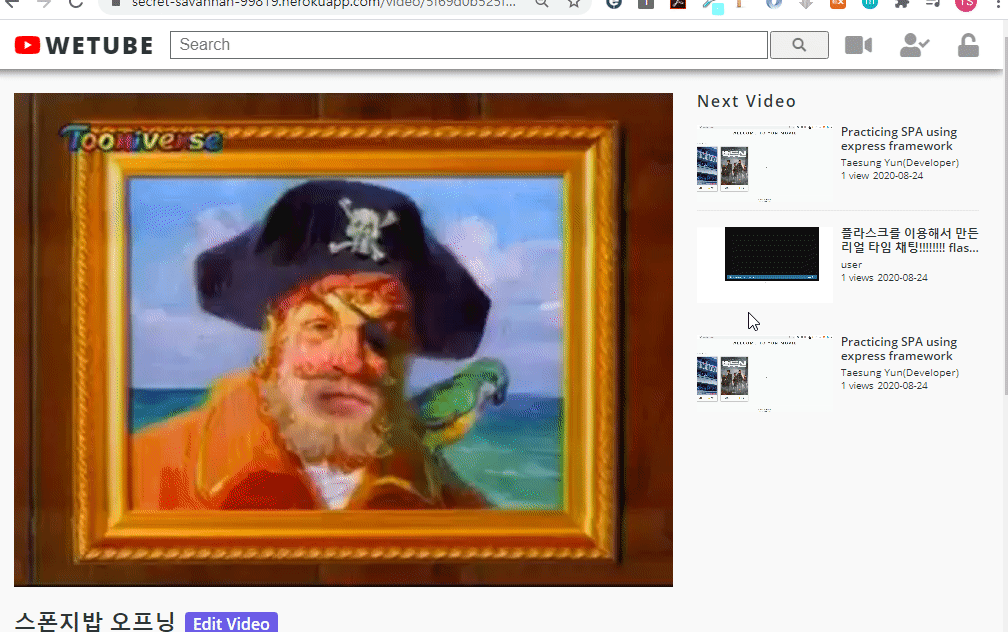 secret-savannah-99819.herokuapp.com/video/5f69d0b525f...
WETUBE
Search
TS
Tooniverse
Next Video
Practicing SPA using
express framework
Taesung Yun(Developer)
1 view 2020-08-24
플라스크를 이용해서 만든
리얼 타임 채팅!!!!!!!! flas...
user
1 views 2020-08-24
Practicing SPA using
express framework
Taesung Yun(Developer)
1 views 2020-08-24
스폰지밥 오프닝
Edit Video